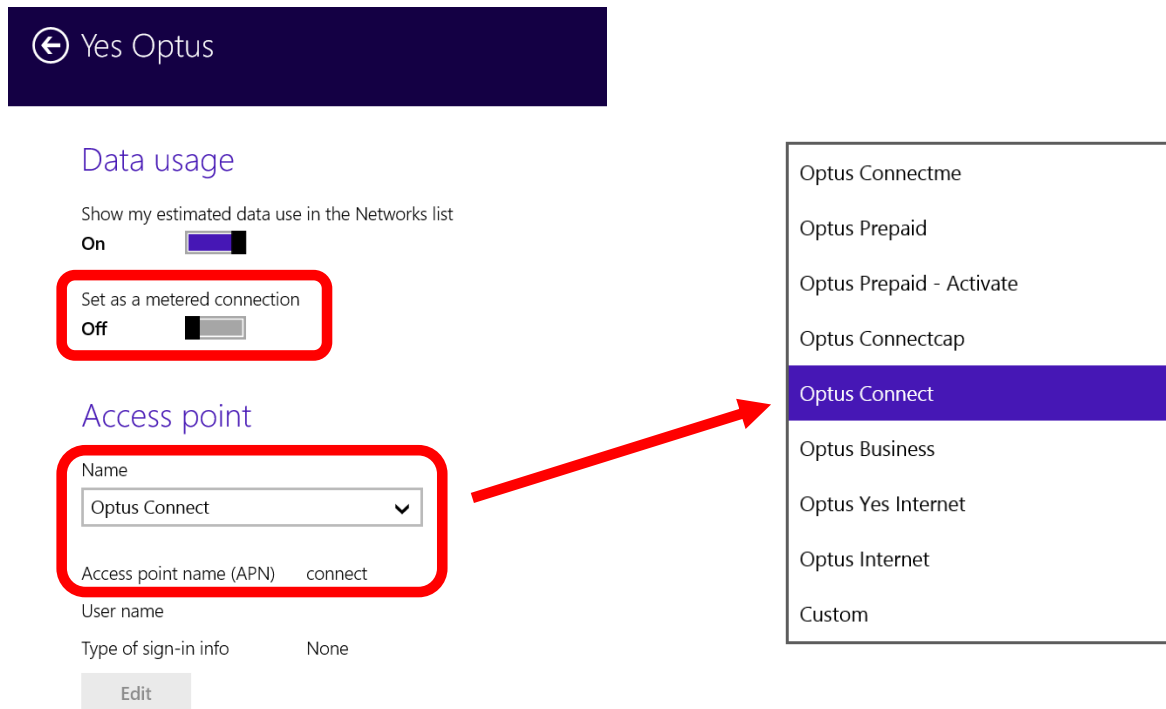 Yes Optus
Data usage
Show my estimated data use in the Networks list
On
Set as a metered connection
Off
Access point
Name
Optus Connect
Access point name (APN) connect
User name
Type of sign-in info None
Edit
Optus Connectme
Optus Prepaid
Optus Prepaid - Activate
Optus Connectcap
Optus Connect
Optus Business
Optus Yes Internet
Optus Internet
Custom